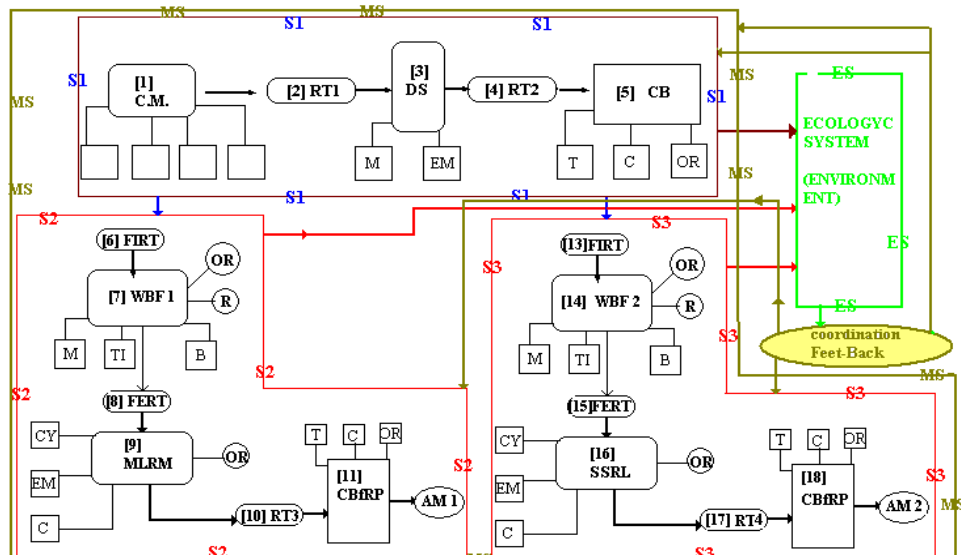 MS
MS
S1
S1
ES
[1]
C.M.
[2] RT1
[3]
DS
[4] RT2
[5] CB
S1
MS
MS
S1
M
EM
T
C
OR
ECOLOGYC
SYSTEM
(ENVIRONM
ENT)
MS
MS
S1
S1
S2
S3
ES
[6] FIRT
[7] WBF 1
OR
R
M
TI
B
S2
[13]FIRT
S3
[14] WBF 2
OR
R
M
TI
B
S3
ES
coordination
Feet-Back
S2
S2
MS
S3
[8] FERT
CY
EM
C
[9]
MLRM
OR
T
C
OR
[11]
CBfRP
AM 1
S2
[10] RT3
[15]FERT
CY
EM
C
[16]
SSRL
OR
T
C
OR
[18]
CBfRP
AM 2
S3
MS
[17] RT4
S2
S3